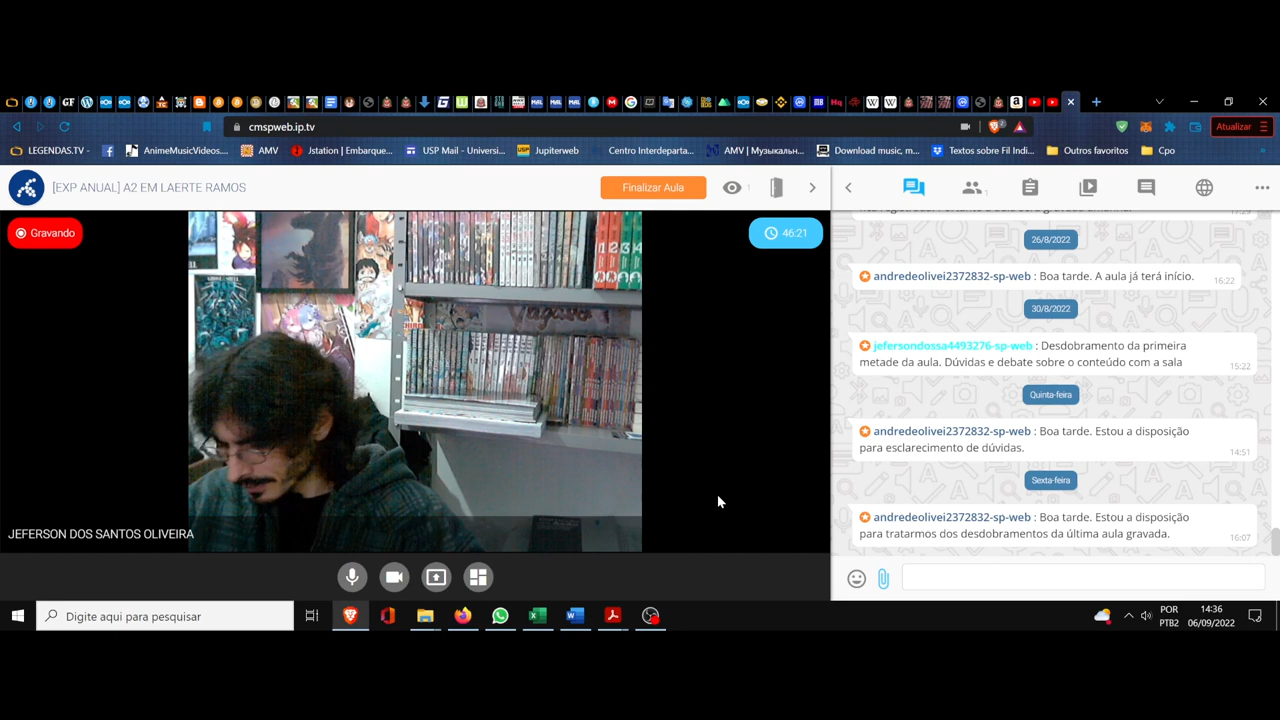 cmspweb.ip.tv
Atualizar
LEGENDAS.TV -
AnimeMusicVideos....
AMV
Jstation | Embarque...
USP Mail - Universi...
Jupiterweb
Centro Interdeparta...
AMV | Музыкальн...
Download music, m...
Textos sobre Fil Indi...
Outros favoritos
Cpo
[EXP ANUAL] A2 EM LAERTE RAMOS
Finalizar Aula
1
1
Gravando
46:21
JEFERSON DOS SANTOS OLIVEIRA
26/8/2022
andredeolivei2372832-sp-web : Boa tarde. A aula já terá início.
16:22
30/8/2022
jefersondossa4493276-sp-web : Desdobramento da primeira
metade da aula. Dúvidas e debate sobre o conteúdo com a sala
15:22
Quinta-feira
andredeolivei2372832-sp-web : Boa tarde. Estou a disposição
para esclarecimento de dúvidas.
14:51
Sexta-feira
andredeolivei2372832-sp-web : Boa tarde. Estou a disposição
para tratarmos dos desdobramentos da última aula gravada.
16:07
Digite aqui para pesquisar
POR
PTB2
14:36
06/09/2022